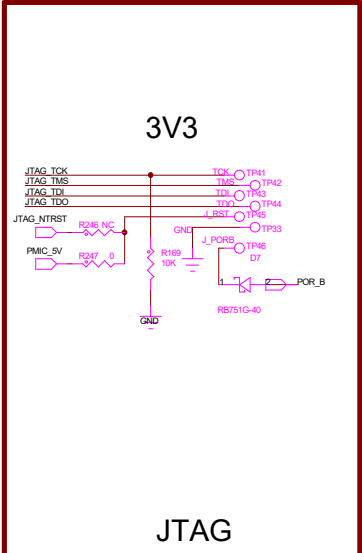 3V3
JTAG_TCK TCK TP41
JTAG_TMS TMS TP42
JTAG_TDI TDI TP43
JTAG_TDO TDO TP44
JTAG_NTRST R246 NC J_RST TP45
GND TP33
J_PORB TP46
PMIC_5V R247 0 R169 D7
10K
1 2 POR_B
RB751G-40
GND
JTAG